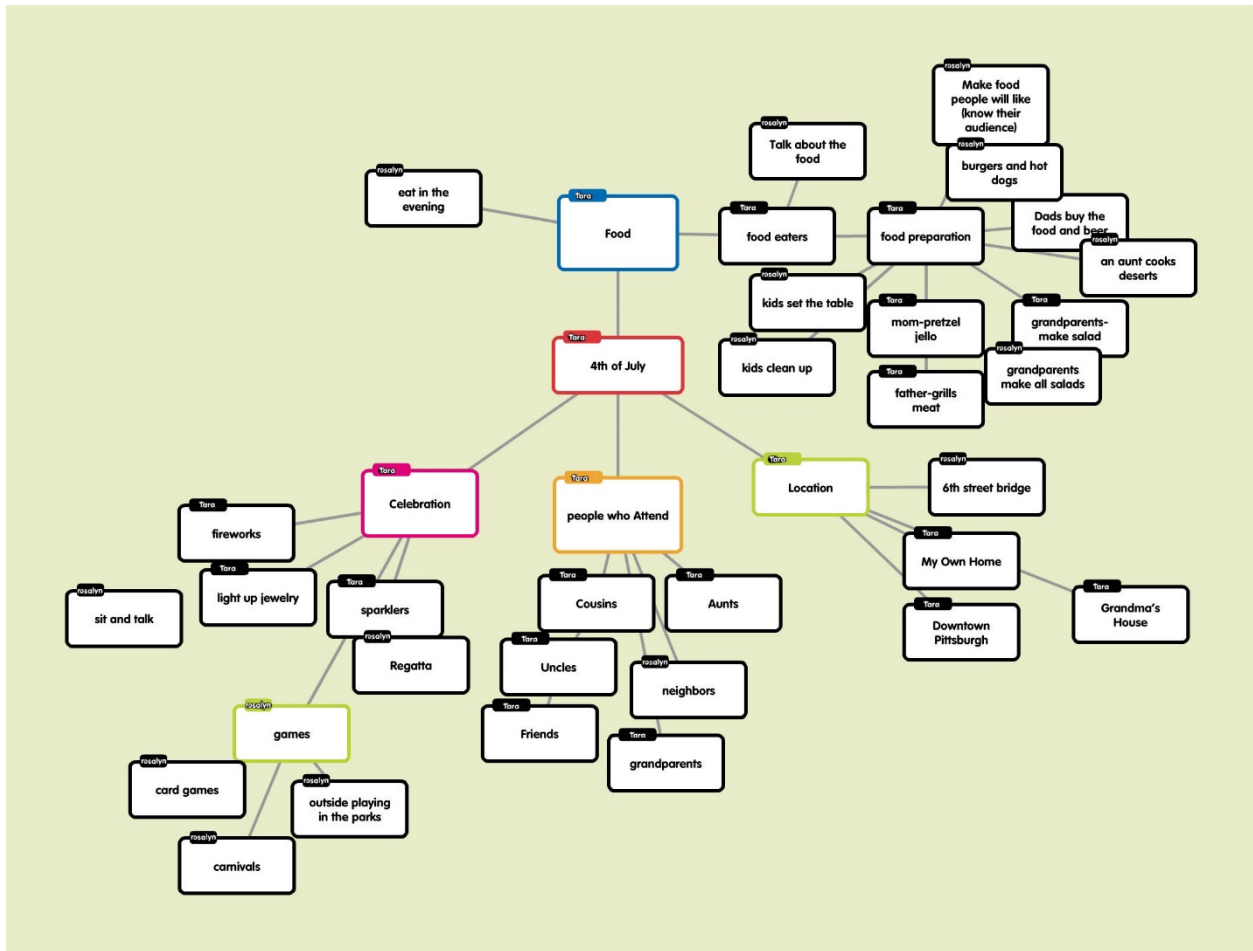 rosalyn
Make food
people will like
(know their
audience)
rosalyn
Talk about the
food
rosalyn
burgers and hot
dogs
rosalyn
eat in the
evening
Tara
Food
Tara
food eaters
Tara
food preparation
Dads buy the
food and beer
rosalyn
an aunt cooks
deserts
rosalyn
kids set the table
Tara
mom-pretzel
jello
Tara
grandparents-
make salad
rosalyn
kids clean up
Tara
father-grills
meat
rosalyn
grandparents
make all salads
Tara
4th of July
Tara
Celebration
Tara
people who Attend
Tara
Location
rosalyn
6th street bridge
Tara
fireworks
Tara
light up jewelry
Tara
sparklers
rosalyn
sit and talk
rosalyn
Regatta
Tara
Cousins
Tara
Aunts
Tara
Uncles
rosalyn
neighbors
Tara
Friends
Tara
grandparents
Tara
My Own Home
Tara
Downtown
Pittsburgh
Tara
Grandma's
House
rosalyn
games
rosalyn
card games
rosalyn
outside playing
in the parks
rosalyn
carnivals